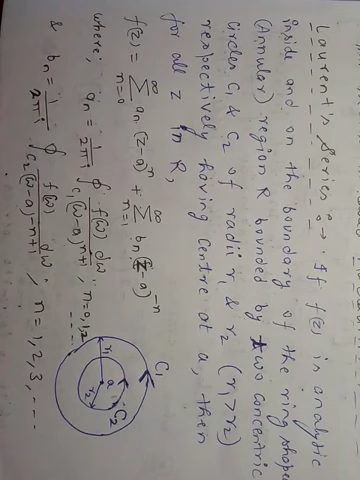 Laurent's Series :→ If f(z) is analytic
inside and on the boundary of the ring shaped
(Annular) region R bounded by two concentric
Circles C₁ & C₂ of radii r₁ & r₂ (r₁ > r₂)
respectively having Centre at a, then
for all z in R,
f(z) = ∞∑n=0 aₙ (z-a)ⁿ + ∞∑n=1 bₙ (z-a)⁻ⁿ
where; aₙ = 1/2πi ∮C₁ f(ω)/(ω-a)ⁿ⁺¹ dω; n=0,1,2....
& bₙ = 1/2πi ∮C₂ f(ω)/(ω-a)⁻ⁿ⁺¹ dω; n = 1, 2, 3, ...
C₁
r₁
a
C₂
r₂